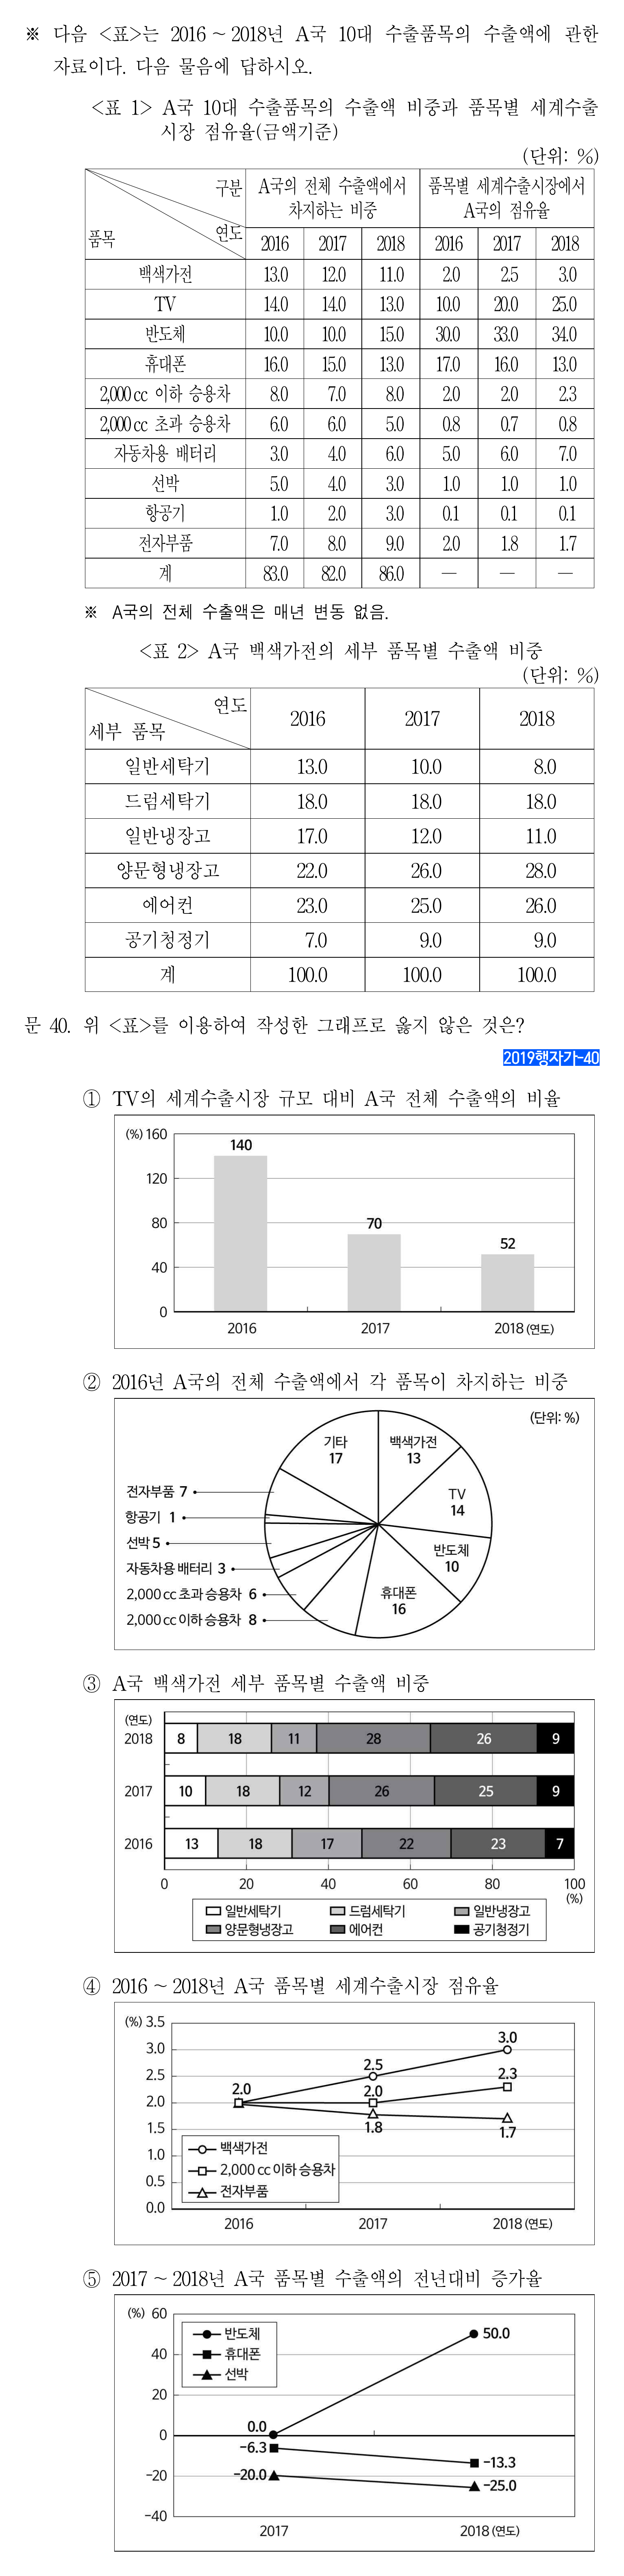 ※ 다음 <표>는 2016 ~ 2018년 A국 10대 수출품목의 수출액에 관한
자료이다. 다음 물음에 답하시오.
<표 1> A국 10대 수출품목의 수출액 비중과 품목별 세계수출
시장 점유율(금액기준)
(단위: %)
구분 A국의 전체 수출액에서 차지하는 비중 품목별 세계수출시장에서 A국의 점유율
품목 연도 2016 2017 2018 2016 2017 2018
백색가전 13.0 12.0 11.0 2.0 2.5 3.0
TV 14.0 14.0 13.0 10.0 20.0 25.0
반도체 10.0 10.0 15.0 30.0 33.0 34.0
휴대폰 16.0 15.0 13.0 17.0 16.0 13.0
2,000 cc 이하 승용차 8.0 7.0 8.0 2.0 2.0 2.3
2,000 cc 초과 승용차 6.0 6.0 5.0 0.8 0.7 0.8
자동차용 배터리 3.0 4.0 6.0 5.0 6.0 7.0
선박 5.0 4.0 3.0 1.0 1.0 1.0
항공기 1.0 2.0 3.0 0.1 0.1 0.1
전자부품 7.0 8.0 9.0 2.0 1.8 1.7
계 83.0 82.0 86.0 — — —
※ A국의 전체 수출액은 매년 변동 없음.
<표 2> A국 백색가전의 세부 품목별 수출액 비중
(단위: %)
세부 품목 연도 2016 2017 2018
일반세탁기 13.0 10.0 8.0
드럼세탁기 18.0 18.0 18.0
일반냉장고 17.0 12.0 11.0
양문형냉장고 22.0 26.0 28.0
에어컨 23.0 25.0 26.0
공기청정기 7.0 9.0 9.0
계 100.0 100.0 100.0
문 40. 위 <표>를 이용하여 작성한 그래프로 옳지 않은 것은?
2019행자가-40
① TV의 세계수출시장 규모 대비 A국 전체 수출액의 비율
(%) 160
140
120
80
70
52
40
0
2016 2017 2018 (연도)
② 2016년 A국의 전체 수출액에서 각 품목이 차지하는 비중
(단위: %)
기타 17
백색가전 13
TV 14
반도체 10
휴대폰 16
전자부품 7
항공기 1
선박 5
자동차용 배터리 3
2,000 cc 초과 승용차 6
2,000 cc 이하 승용차 8
③ A국 백색가전 세부 품목별 수출액 비중
(연도)
2018 8 18 11 28 26 9
2017 10 18 12 26 25 9
2016 13 18 17 22 23 7
0 20 40 60 80 100
(%)
일반세탁기 드럼세탁기 일반냉장고
양문형냉장고 에어컨 공기청정기
④ 2016 ~ 2018년 A국 품목별 세계수출시장 점유율
(%) 3.5
3.0
2.5
2.0
1.5
1.0
0.5
0.0
2.0
2.5
2.0
1.8
3.0
2.3
1.7
백색가전
2,000 cc 이하 승용차
전자부품
2016 2017 2018 (연도)
⑤ 2017 ~ 2018년 A국 품목별 수출액의 전년대비 증가율
(%) 60
40
20
0
−20
−40
반도체
휴대폰
선박
0.0
50.0
−6.3
−13.3
−20.0
−25.0
2017 2018 (연도)